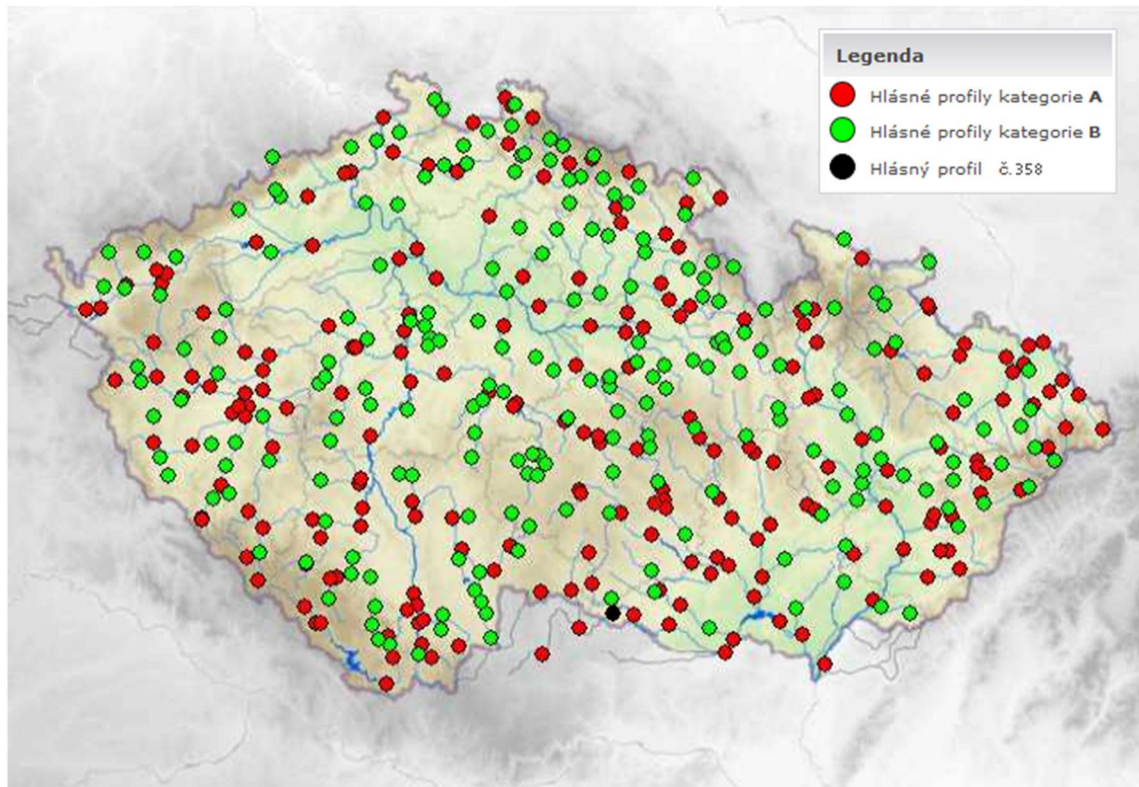 Legenda
Hlásné profily kategorie A
Hlásné profily kategorie B
Hlásný profil č.358